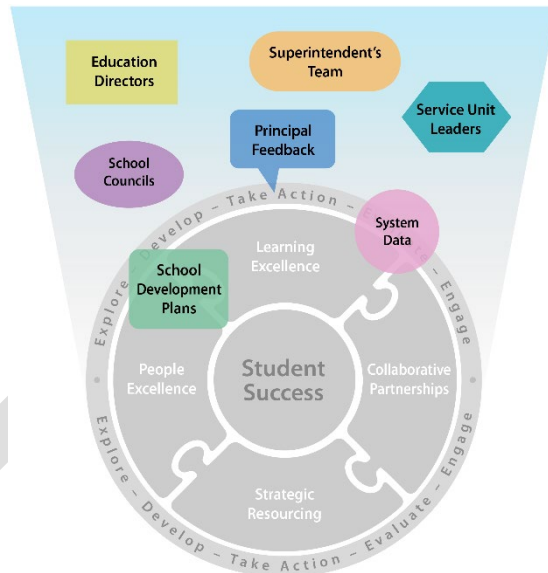 Education
Directors
Superintendent's
Team
Service Unit
Leaders
Principal
Feedback
School
Councils
System
Data
School
Development
Plans
Explore – Develop – Take Action – E te – Engage
Learning
Excellence
People
Excellence
Student
Success
Collaborative
Partnerships
Strategic
Resourcing
Explore – Develop – Take Action – Evaluate – Engage